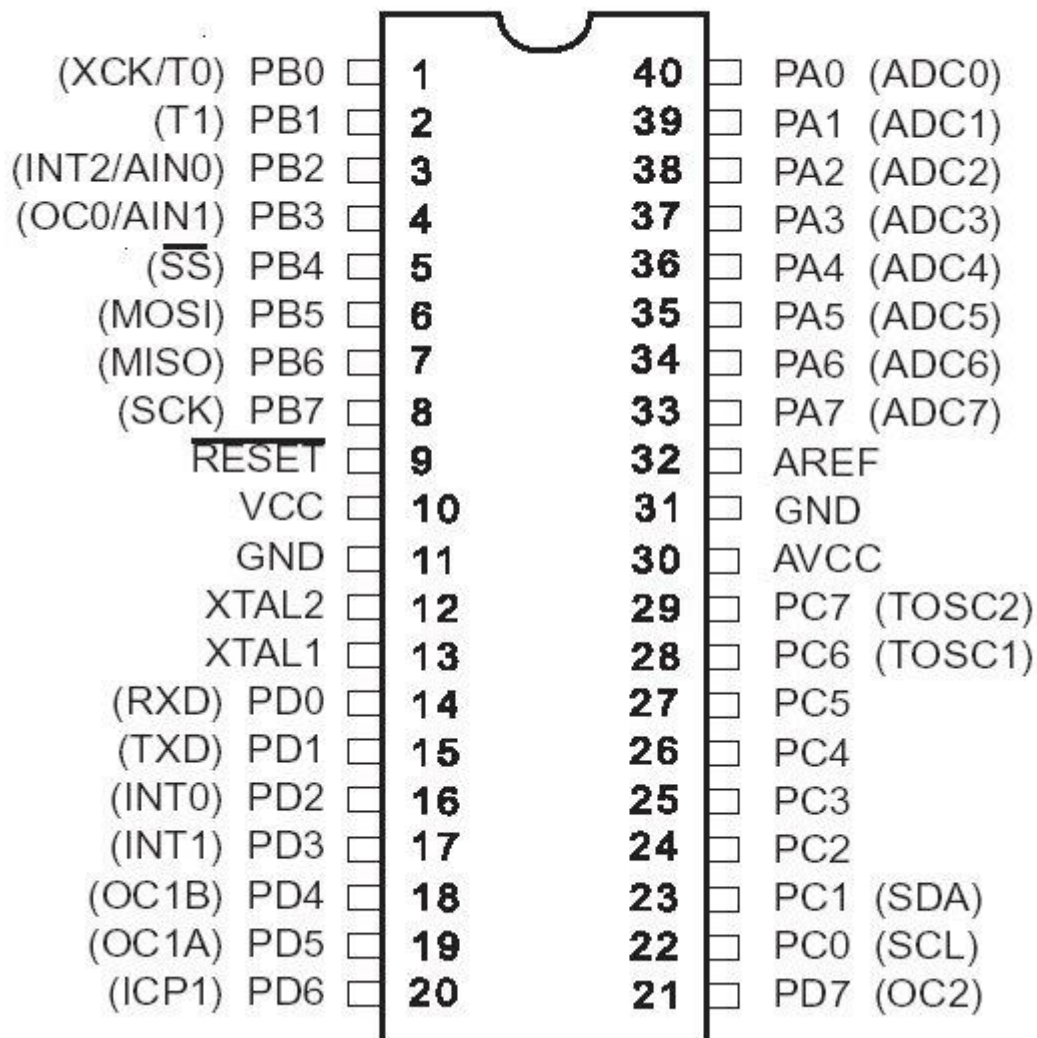 (XCK/T0) PB0 1 40 PA0 (ADC0)
(T1) PB1 2 39 PA1 (ADC1)
(INT2/AIN0) PB2 3 38 PA2 (ADC2)
(OC0/AIN1) PB3 4 37 PA3 (ADC3)
(SS) PB4 5 36 PA4 (ADC4)
(MOSI) PB5 6 35 PA5 (ADC5)
(MISO) PB6 7 34 PA6 (ADC6)
(SCK) PB7 8 33 PA7 (ADC7)
RESET 9 32 AREF
VCC 10 31 GND
GND 11 30 AVCC
XTAL2 12 29 PC7 (TOSC2)
XTAL1 13 28 PC6 (TOSC1)
(RXD) PD0 14 27 PC5
(TXD) PD1 15 26 PC4
(INT0) PD2 16 25 PC3
(INT1) PD3 17 24 PC2
(OC1B) PD4 18 23 PC1 (SDA)
(OC1A) PD5 19 22 PC0 (SCL)
(ICP1) PD6 20 21 PD7 (OC2)